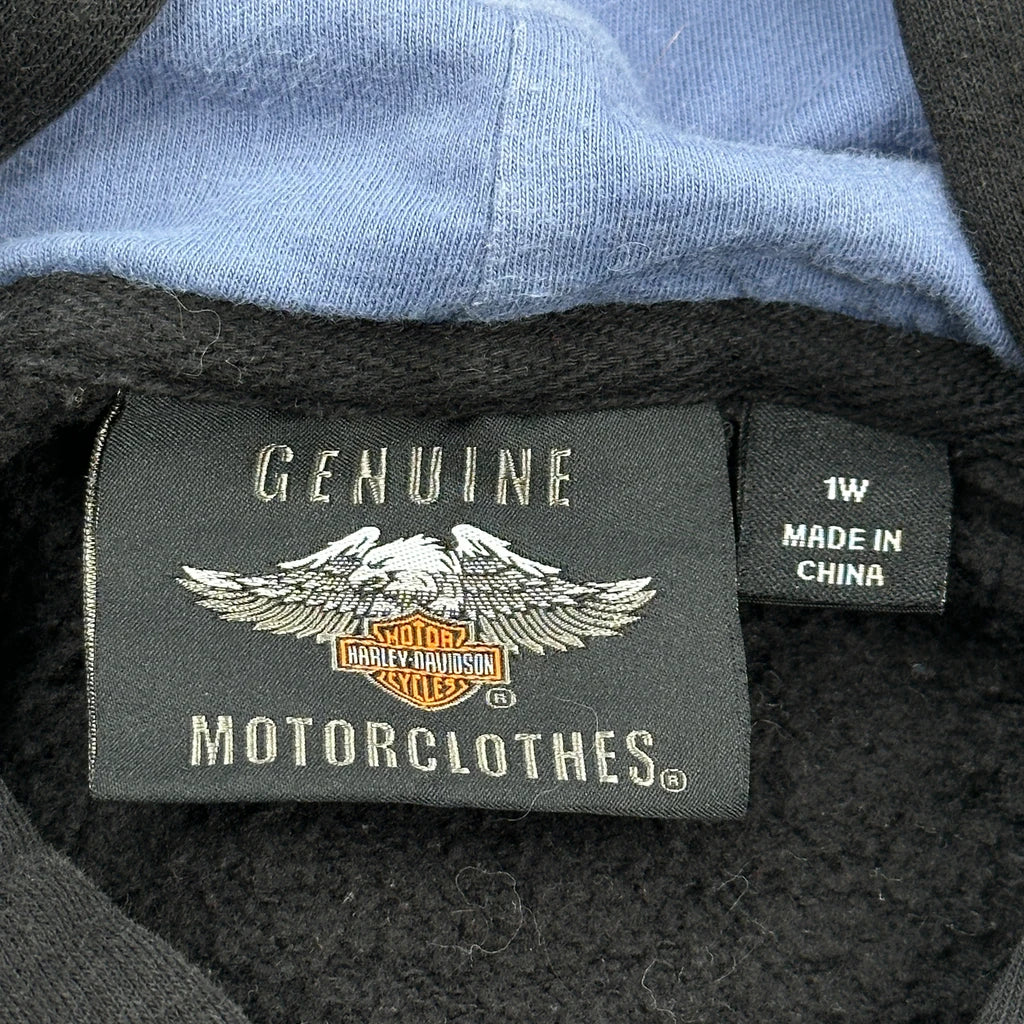 GENUINE
MOTOR
HARLEY-DAVIDSON
CYCLES
®
MOTORCLOTHES®
1W
MADE IN
CHINA